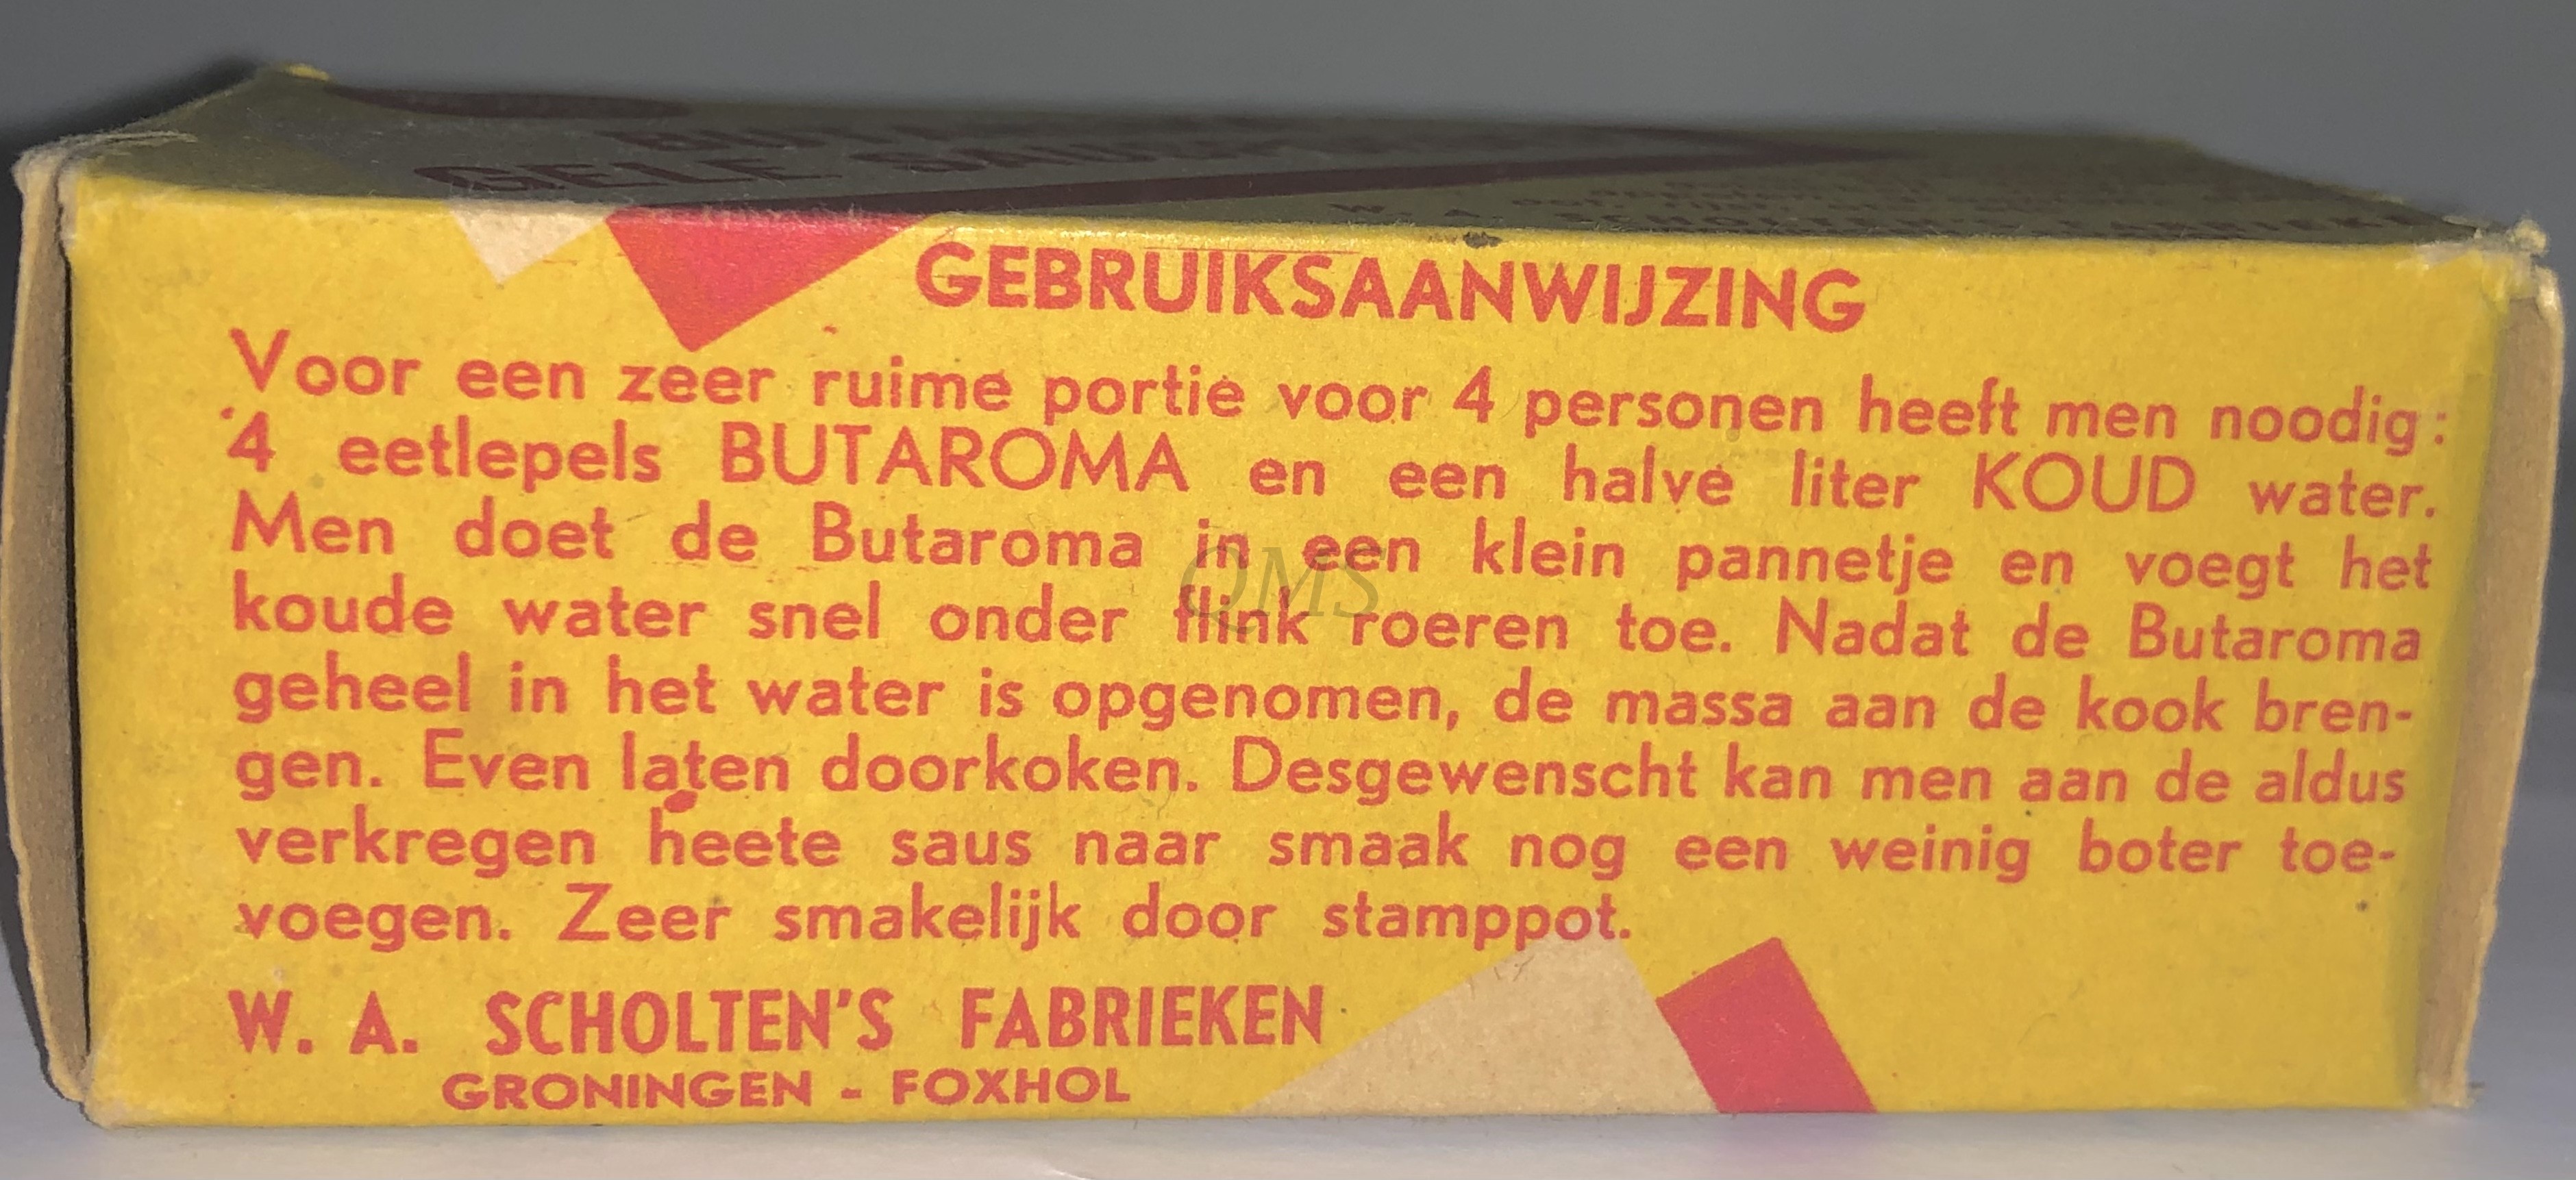 GELE SAUS
GEBRUIKSAANWIJZING
Voor een zeer ruime portie voor 4 personen heeft men noodig:
4 eetlepels BUTAROMA en een halve liter KOUD water.
Men doet de Butaroma in een klein pannetje en voegt het
koude water snel onder flink roeren toe. Nadat de Butaroma
geheel in het water is opgenomen, de massa aan de kook bren-
gen. Even laten doorkoken. Desgewenscht kan men aan de aldus
verkregen heete saus naar smaak nog een weinig boter toe-
voegen. Zeer smakelijk door stamppot.
W. A. SCHOLTEN'S FABRIEKEN
GRONINGEN - FOXHOL
QMS